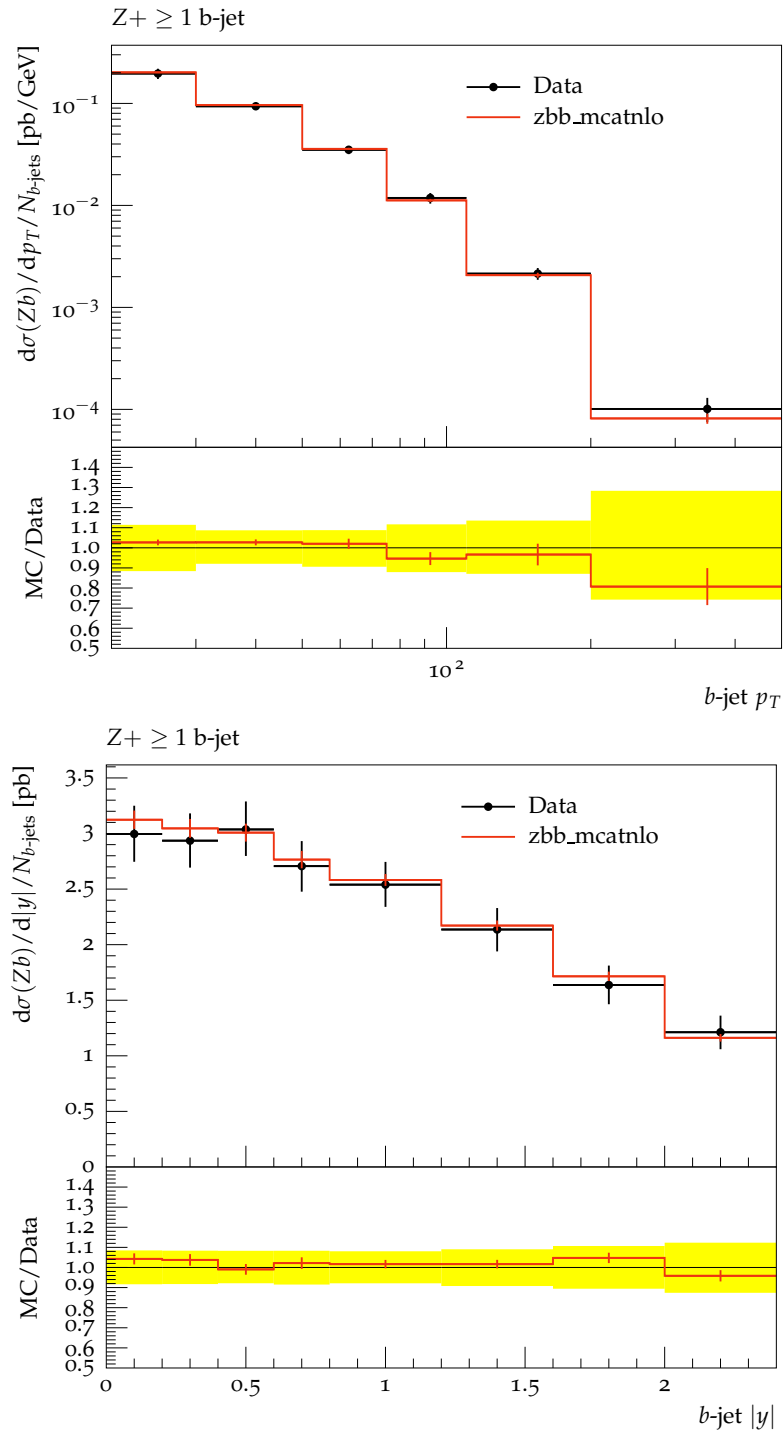 Z+ ≥ 1 b-jet
Data
zbb_mcatnlo
dσ(Zb)/dp_T/N_{b-jets} [pb/GeV]
10^{−1}
10^{−2}
10^{−3}
10^{−4}
MC/Data
1.4
1.3
1.2
1.1
1.0
0.9
0.8
0.7
0.6
0.5
10^2
b-jet p_T
Z+ ≥ 1 b-jet
Data
zbb_mcatnlo
dσ(Zb)/d|y|/N_{b-jets} [pb]
3.5
3
2.5
2
1.5
1
0.5
0
MC/Data
1.4
1.3
1.2
1.1
1.0
0.9
0.8
0.7
0.6
0.5
0 0.5 1 1.5 2
b-jet |y|